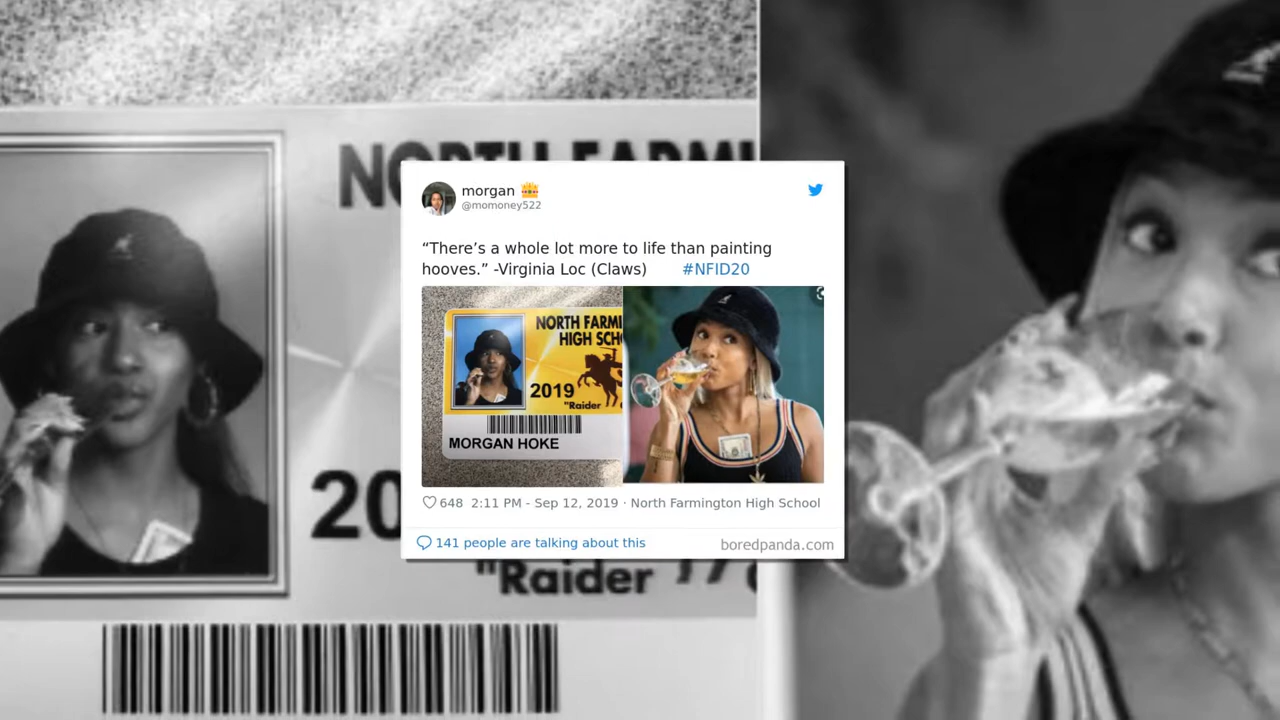 NORTH FARMI
morgan 👑
@momoney522
“There’s a whole lot more to life than painting
hooves.” -Virginia Loc (Claws) #NFID20
NORTH FARMI
HIGH SCH
2019
"Raider
MORGAN HOKE
648 2:11 PM - Sep 12, 2019 · North Farmington High School
141 people are talking about this
boredpanda.com
20
"Raider